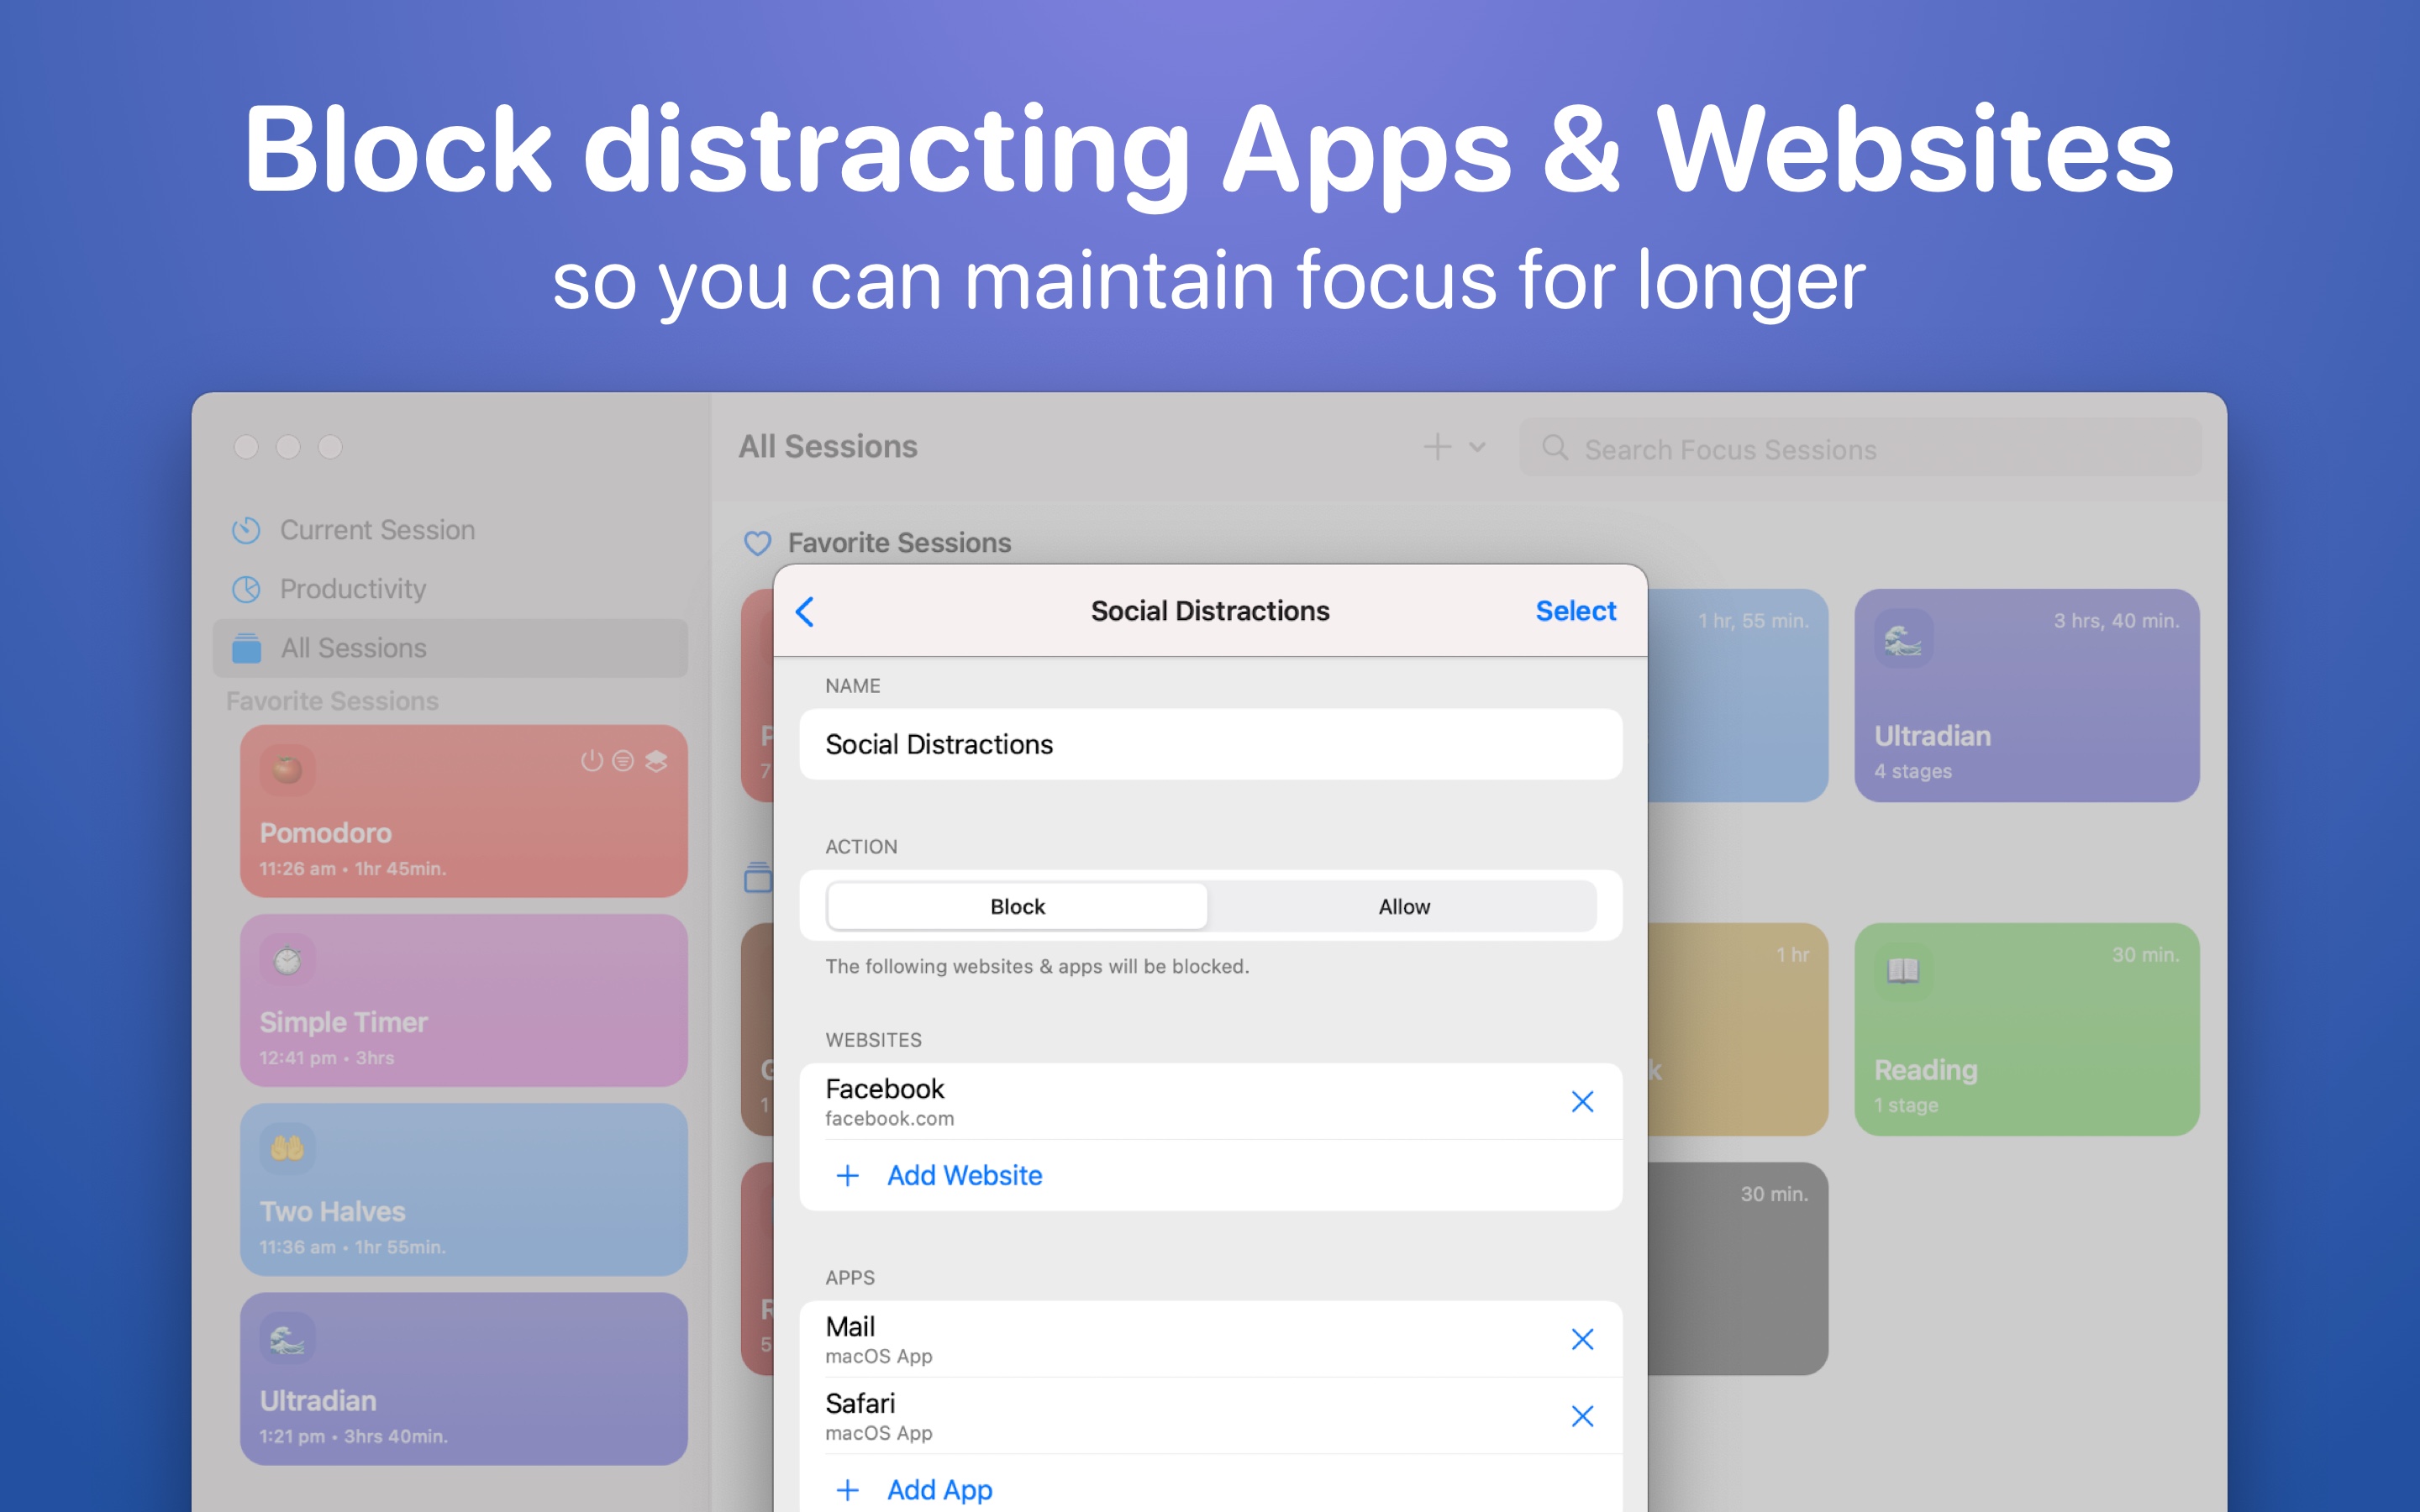 Block distracting Apps & Websites
so you can maintain focus for longer
All Sessions
Search Focus Sessions
Current Session
Productivity
All Sessions
Favorite Sessions
Pomodoro
11:26 am • 1hr 45min.
Simple Timer
12:41 pm • 3hrs
Two Halves
11:36 am • 1hr 55min.
Ultradian
1:21 pm • 3hrs 40min.
Favorite Sessions
1 hr, 55 min.
3 hrs, 40 min.
Ultradian
4 stages
1 hr
30 min.
Reading
1 stage
30 min.
Social Distractions
Select
NAME
Social Distractions
ACTION
Block
Allow
The following websites & apps will be blocked.
WEBSITES
Facebook
facebook.com
Add Website
APPS
Mail
macOS App
Safari
macOS App
Add App